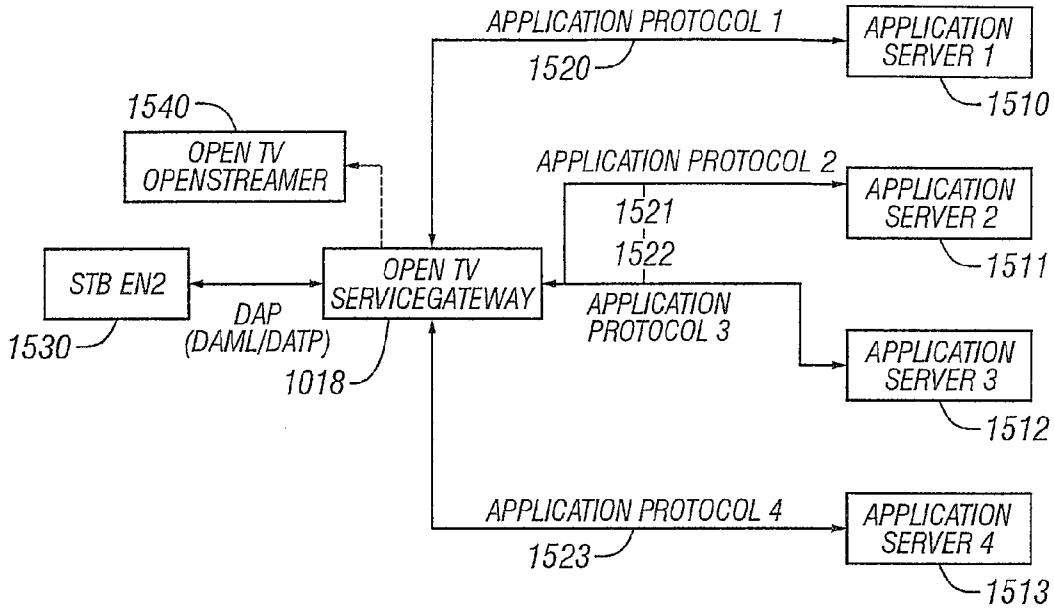 APPLICATION PROTOCOL 1
1520
APPLICATION
SERVER 1
1510
1540
OPEN TV
OPENSTREAMER
APPLICATION PROTOCOL 2
1521
1522
APPLICATION
SERVER 2
1511
STB EN2
1530
DAP
(DAML/DATP)
OPEN TV
SERVICEGATEWAY
1018
APPLICATION
PROTOCOL 3
APPLICATION
SERVER 3
1512
APPLICATION PROTOCOL 4
1523
APPLICATION
SERVER 4
1513